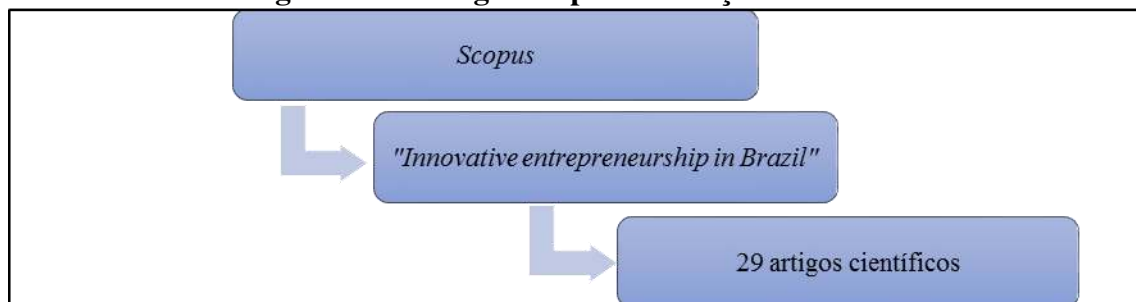 Scopus
"Innovative entrepreneurship in Brazil"
29 artigos científicos